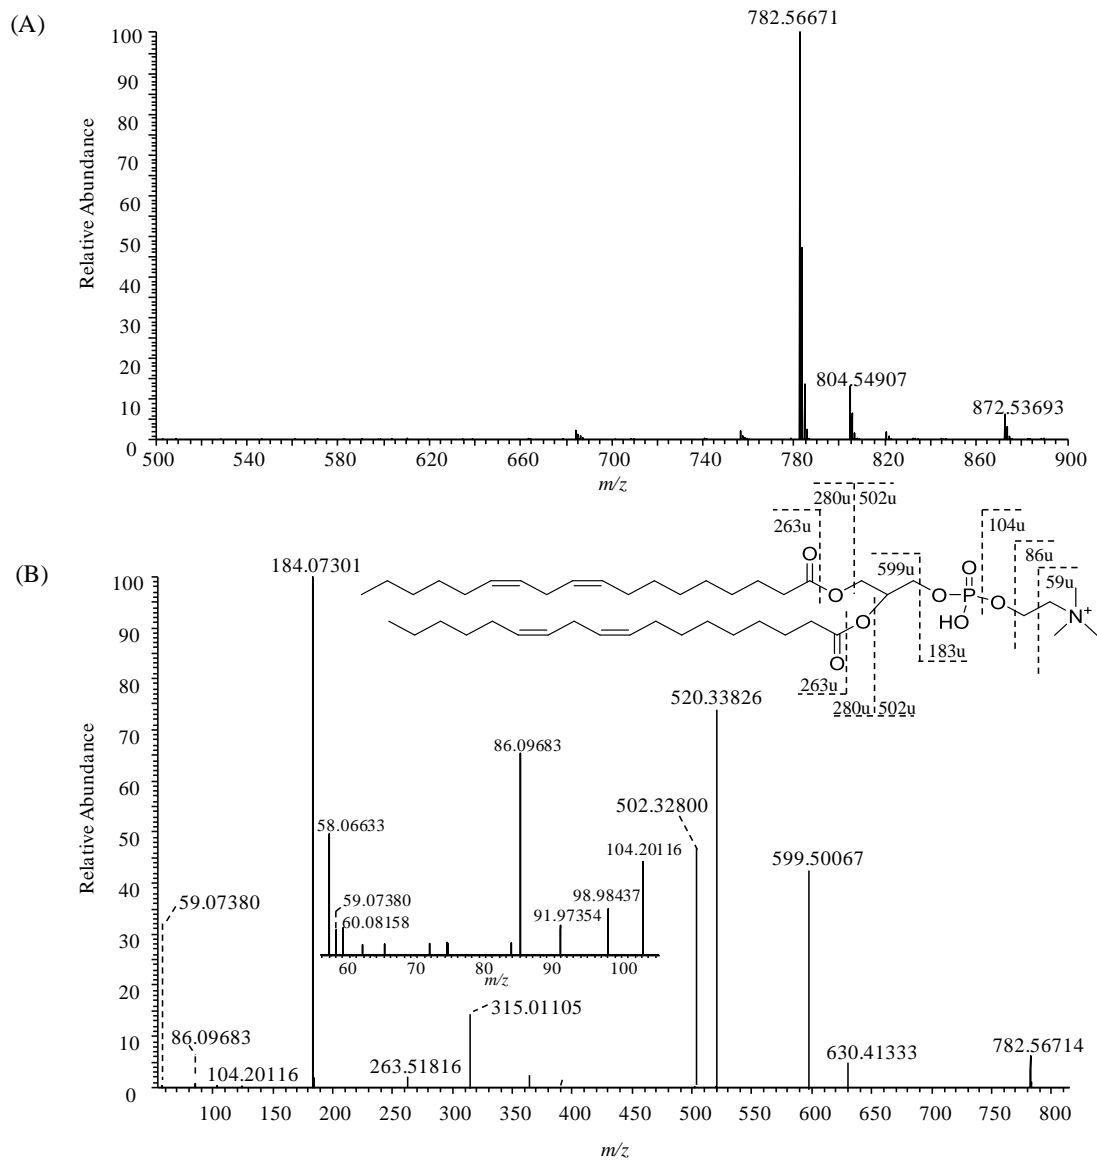 (A)
782.56671
100
90
80
70
60
50
40
30
20
10
0
Relative Abundance
804.54907
872.53693
500 540 580 620 660 700 740 780 820 860 900
m/z
(B)
184.07301
100
90
80
70
60
50
40
30
20
10
0
Relative Abundance
280u 502u
263u
104u
86u
59u
599u
O
O
O
O
P
O
N+
HO
O
O
183u
263u
280u 502u
520.33826
86.09683
502.32800
58.06633
104.20116
599.50067
59.07380
98.98437
59.07380
91.97354
60.08158
60 70 80 90 100
m/z
315.01105
86.09683
630.41333
782.56714
263.51816
104.20116
100 150 200 250 300 350 400 450 500 550 600 650 700 750 800
m/z